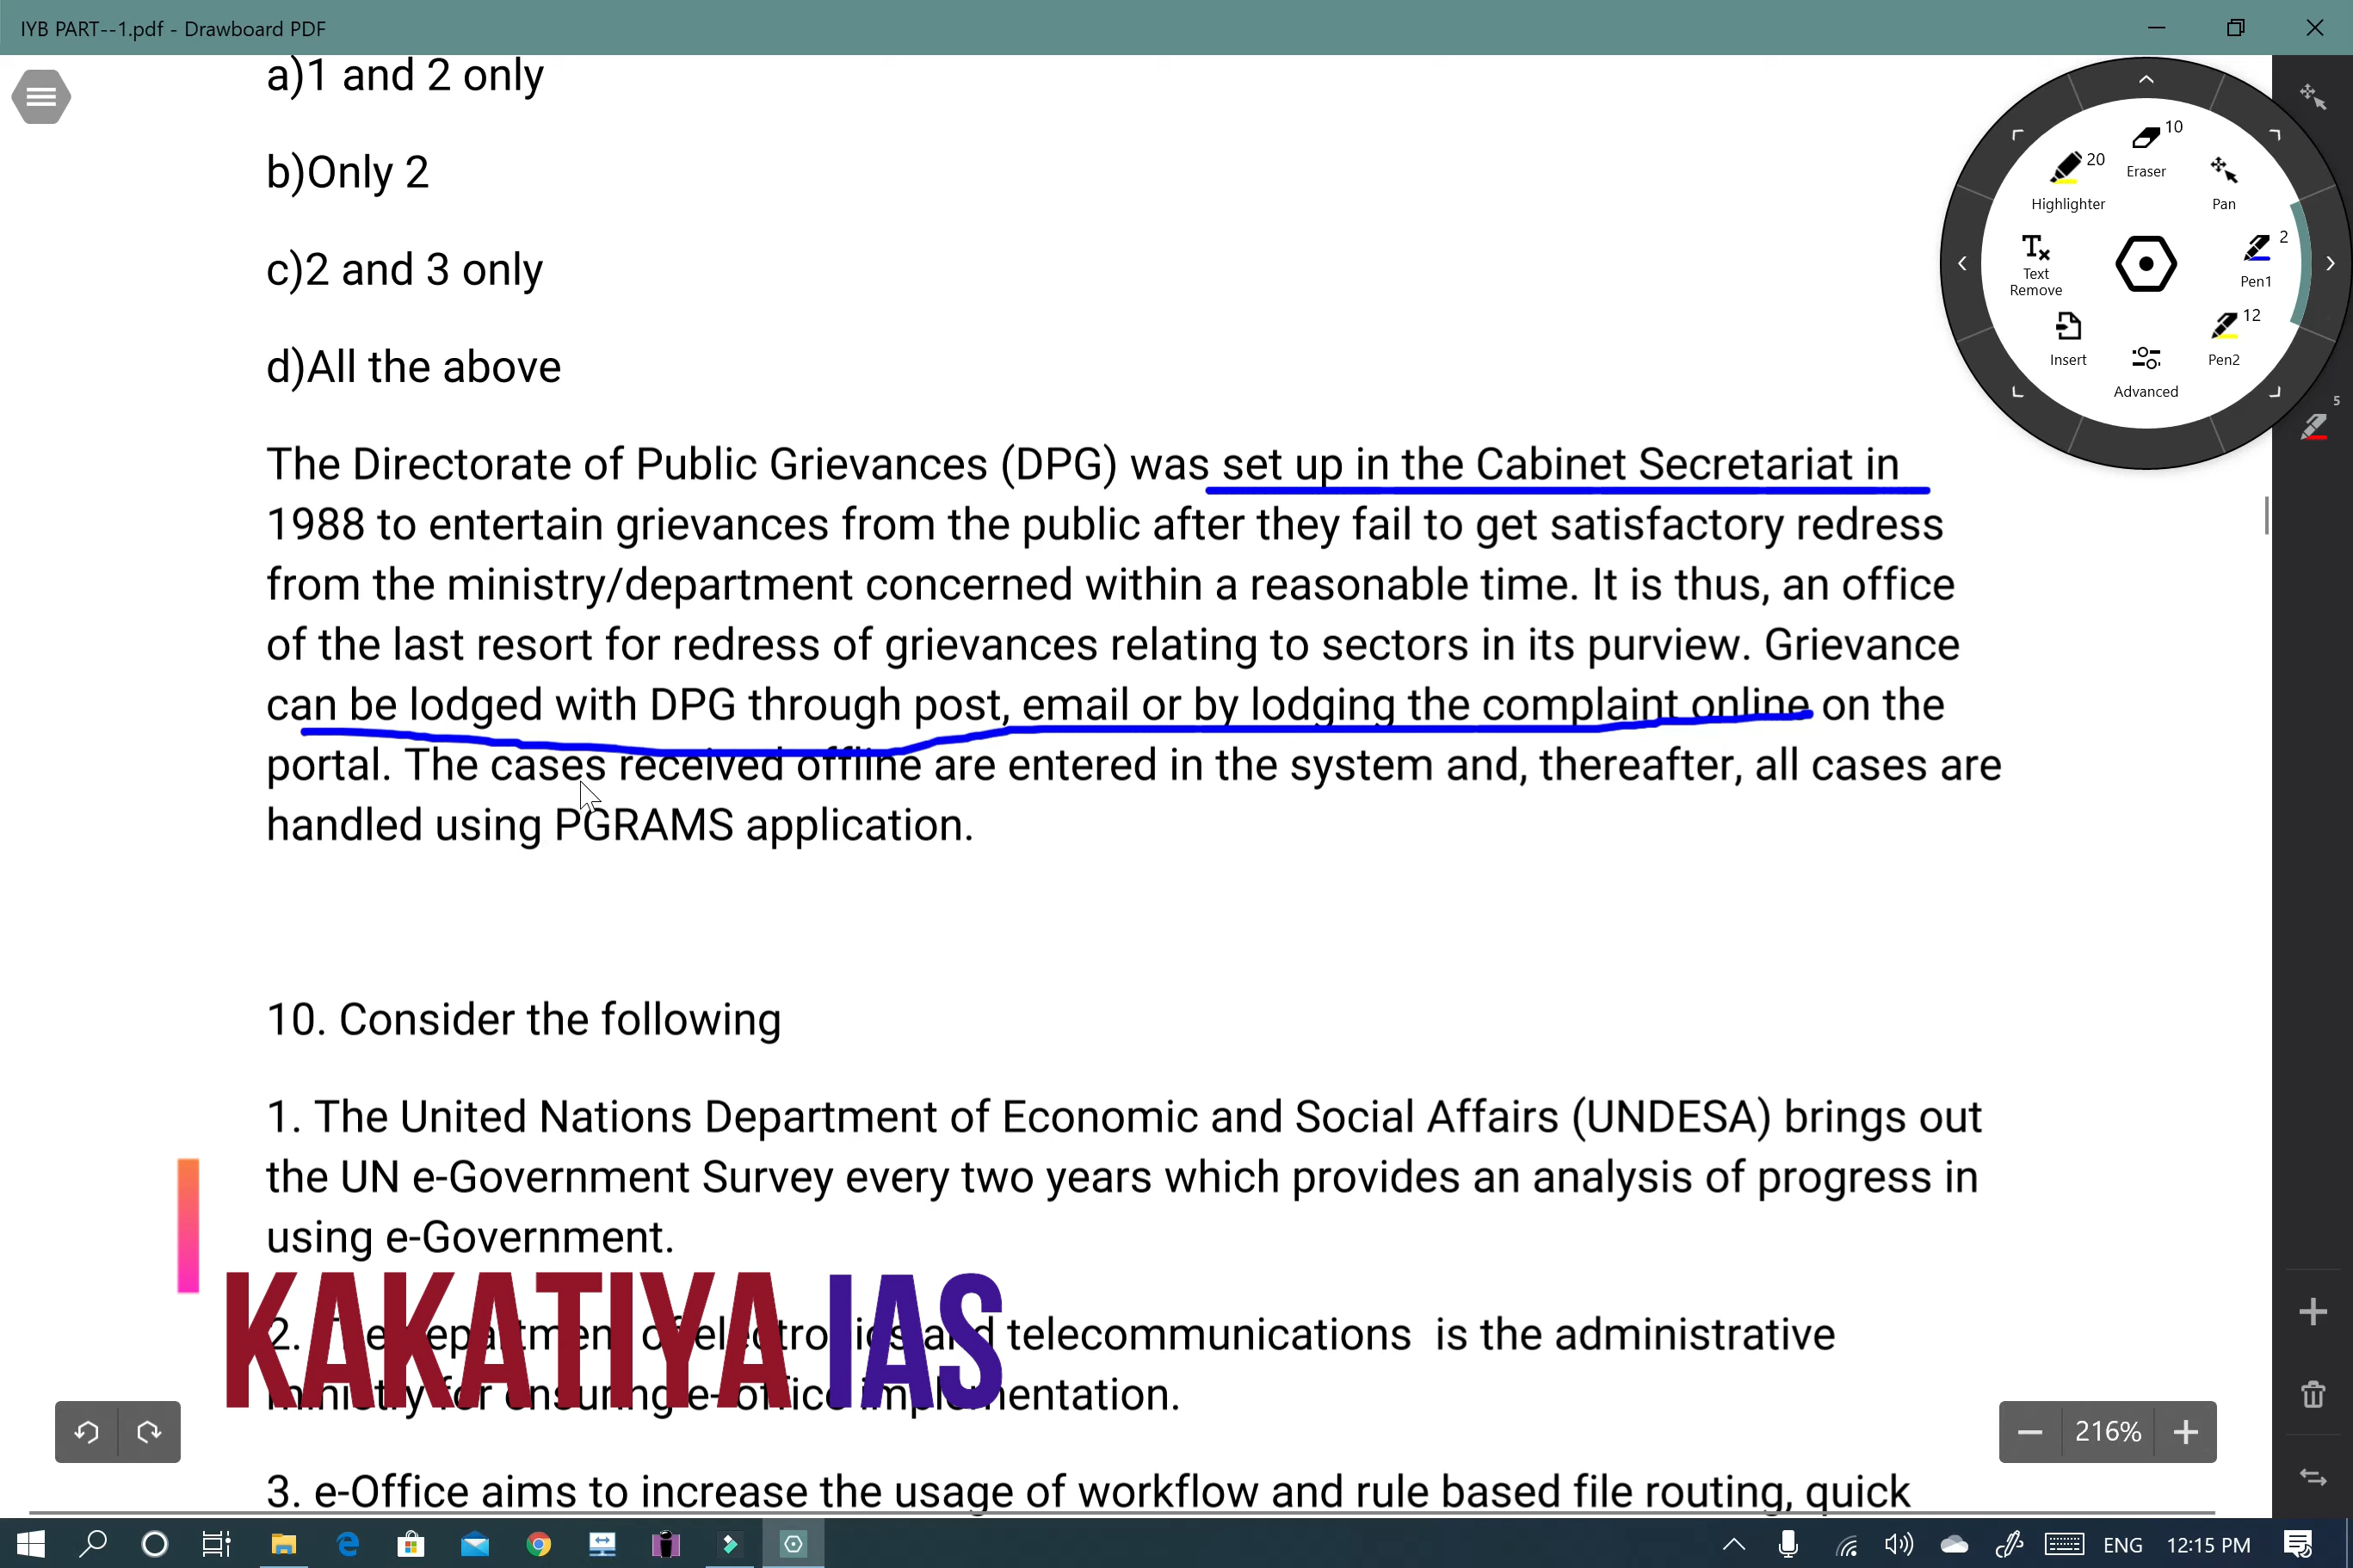 IYB PART--1.pdf - Drawboard PDF
a)1 and 2 only
b)Only 2
c)2 and 3 only
d)All the above
The Directorate of Public Grievances (DPG) was set up in the Cabinet Secretariat in
1988 to entertain grievances from the public after they fail to get satisfactory redress
from the ministry/department concerned within a reasonable time. It is thus, an office
of the last resort for redress of grievances relating to sectors in its purview. Grievance
can be lodged with DPG through post, email or by lodging the complaint online on the
portal. The cases received offline are entered in the system and, thereafter, all cases are
handled using PGRAMS application.
10. Consider the following
1. The United Nations Department of Economic and Social Affairs (UNDESA) brings out
the UN e-Government Survey every two years which provides an analysis of progress in
using e-Government.
2. telecommunications is the administrative
for ensuring e-office implementation.
3. e-Office aims to increase the usage of workflow and rule based file routing, quick
KAKATIYA IAS
10
Eraser
20
Highlighter
Pan
Text
Remove
2
Pen1
Insert
12
Pen2
Advanced
5
216%
ENG
12:15 PM